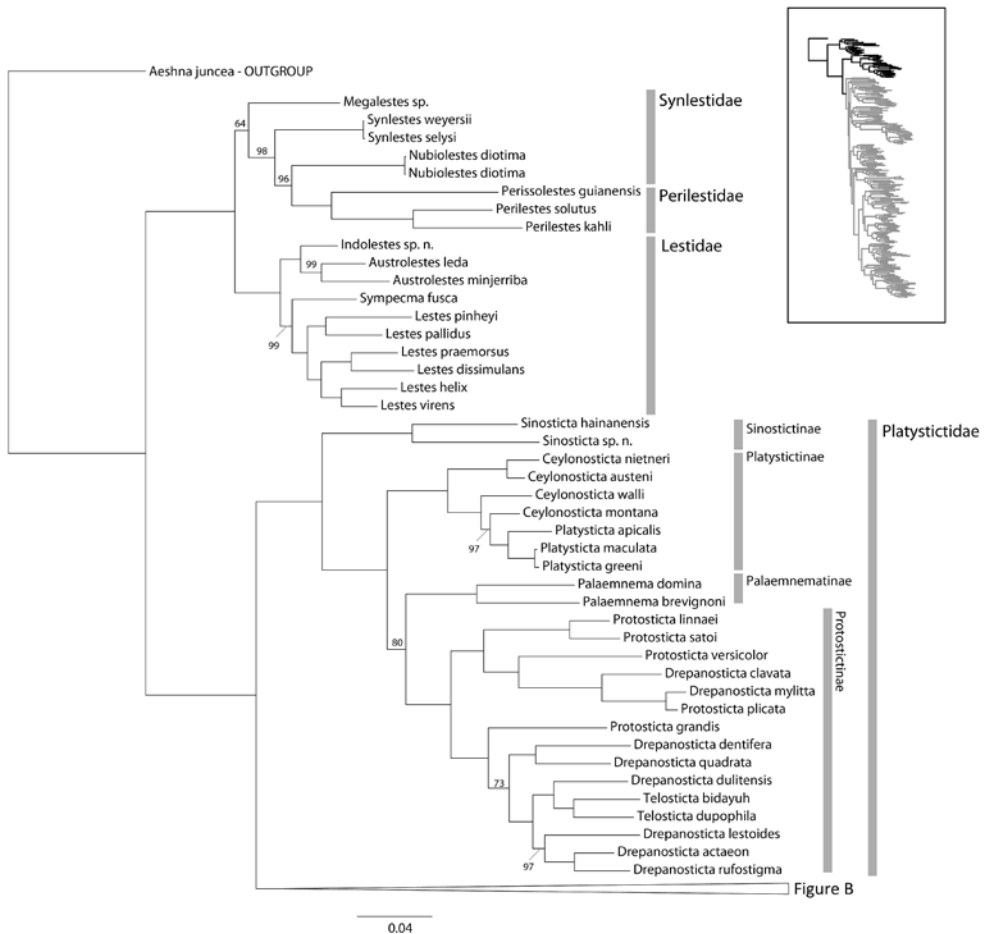 Aeshna juncea - OUTGROUP
Megalestes sp.
Synlestidae
64
Synlestes weyersii
Synlestes selysi
98
Nubiolestes diotima
Nubiolestes diotima
96
Perissolestes guianensis
Perilestidae
Perilestes solutus
Perilestes kahli
Indolestes sp. n.
Lestidae
99
Austrolestes leda
Austrolestes minjerriba
Sympecma fusca
Lestes pinheyi
99
Lestes pallidus
Lestes praemorsus
Lestes dissimulans
Lestes helix
Lestes virens
Sinosticta hainanensis
Sinostictinae
Platystictidae
Sinosticta sp. n.
Ceylonosticta nietneri
Platystictinae
Ceylonosticta austeni
Ceylonosticta walli
Ceylonosticta montana
97
Platysticta apicalis
Platysticta maculata
Platysticta greeni
Palaemnema domina
Palaemnematinae
Palaemnema brevignoni
Protosticta linnaei
Protostictinae
80
Protosticta satoi
Protosticta versicolor
Drepanosticta clavata
Drepanosticta mylitta
Protosticta plicata
Protosticta grandis
Drepanosticta dentifera
Drepanosticta quadrata
73
Drepanosticta dulitensis
Telosticta bidayuh
Telosticta dupophila
Drepanosticta lestoides
97
Drepanosticta actaeon
Drepanosticta rufostigma
Figure B
0.04